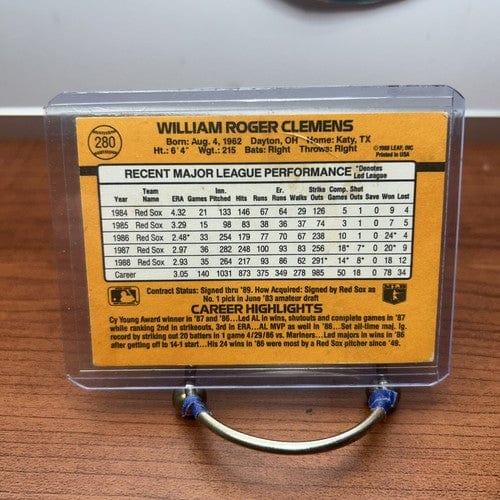 280
WILLIAM ROGER CLEMENS
Born: Aug. 4, 1962 Dayton, OH Home: Katy, TX
Ht.: 6'4" Wgt.: 215 Bats: Right Throws: Right
©1988 LEAF, INC.
Printed in USA
RECENT MAJOR LEAGUE PERFORMANCE *Denotes Led League
Year Team Name ERA Games Inn. Pitched Hits Runs Er. Runs Walks Strike Outs Comp. Games Shut Outs Save Won Lost
1984 Red Sox 4.32 21 133 146 67 64 29 126 5 1 0 9 4
1985 Red Sox 3.29 15 98 83 38 36 37 74 3 1 0 7 5
1986 Red Sox 2.48* 33 254 179 77 70 67 238 10 1 0 24* 4
1987 Red Sox 2.97 36 282 248 100 93 83 256 18* 7* 0 20* 9
1988 Red Sox 2.93 35 264 217 93 86 62 291* 14* 8 0 18 12
Career 3.05 140 1031 873 375 349 278 985 50 18 0 78 34
Contract Status: Signed thru '89. How Acquired: Signed by Red Sox as
No. 1 pick in June '83 amateur draft
CAREER HIGHLIGHTS
Cy Young Award winner in '87 and '86...Led AL in wins, shutouts and complete games in '87
while ranking 2nd in strikeouts, 3rd in ERA...AL MVP as well in '86...Set all-time maj. lg.
record by striking out 20 batters in 1 game 4/29/86 vs. Mariners...Led majors in wins in '86
after getting off to 14-1 start...His 24 wins in '86 were most by a Red Sox pitcher since '49.